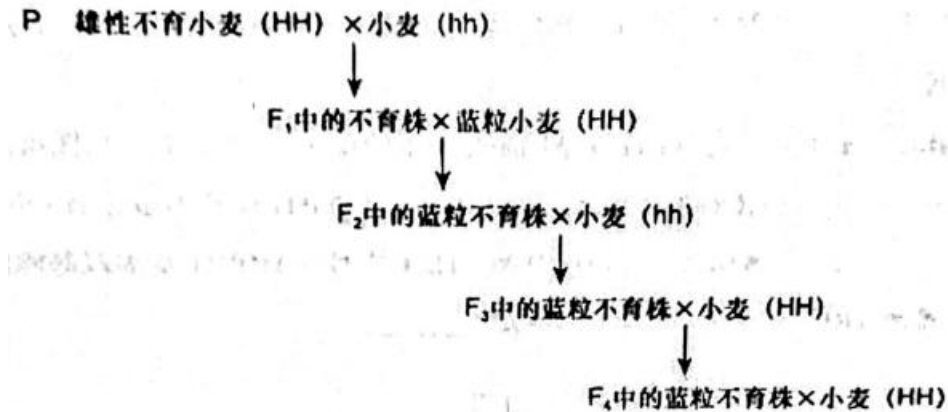 P 雄性不育小麦 (HH) ×小麦 (hh)
F₁中的不育株×蓝粒小麦 (HH)
F₂中的蓝粒不育株×小麦 (hh)
F₃中的蓝粒不育株×小麦 (HH)
F₄中的蓝粒不育株×小麦 (HH)